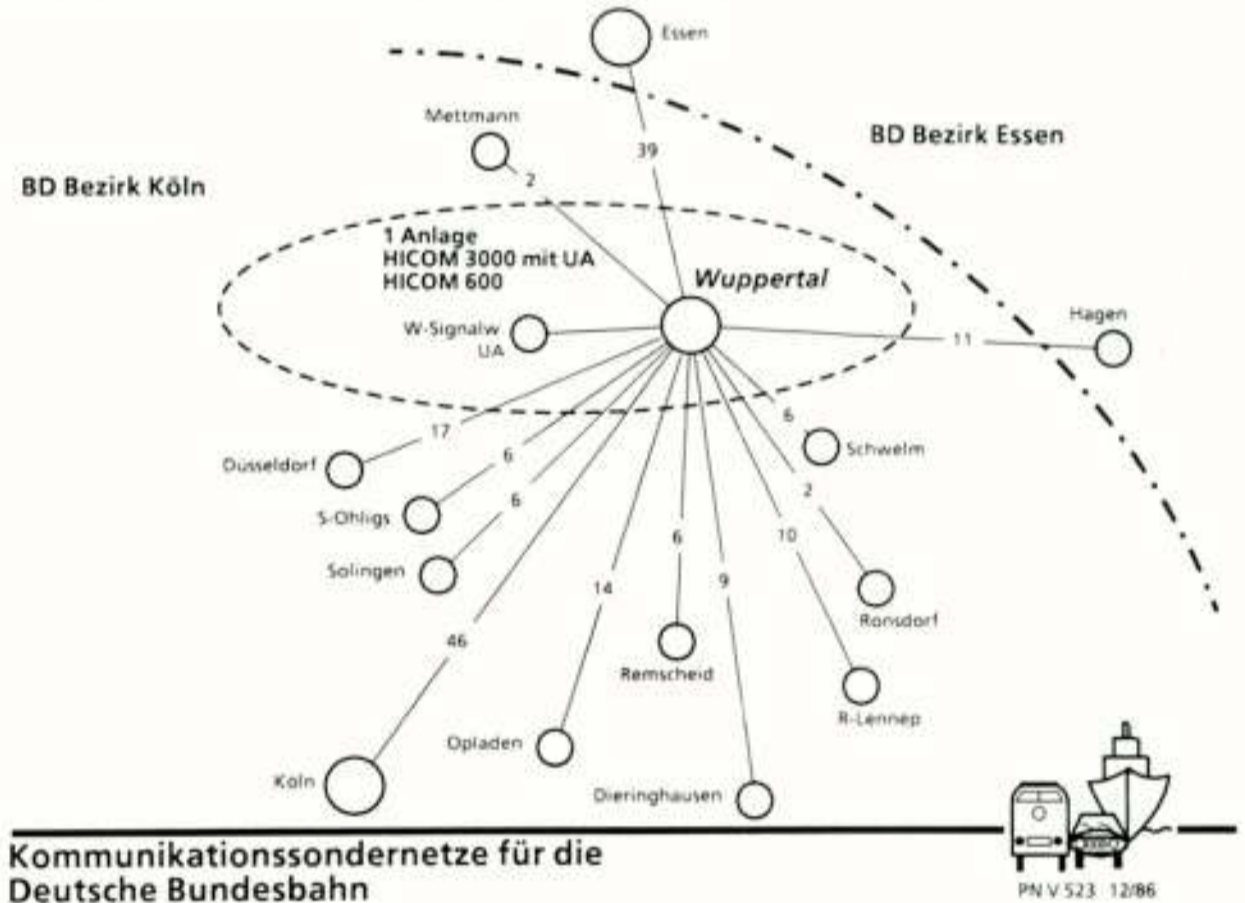 Essen
Mettmann
BD Bezirk Essen
39
2
BD Bezirk Köln
1 Anlage
HICOM 3000 mit UA
HICOM 600
Wuppertal
Hagen
W-Signalw
UA
11
6
17
Schwelm
Düsseldorf
6
2
S-Ohligs
6
10
6
Solingen
9
14
Ronsdorf
46
Remscheid
R-Lennep
Opladen
Köln
Dieringhausen
Kommunikationssondernetze für die
Deutsche Bundesbahn
PN V 523 12/86